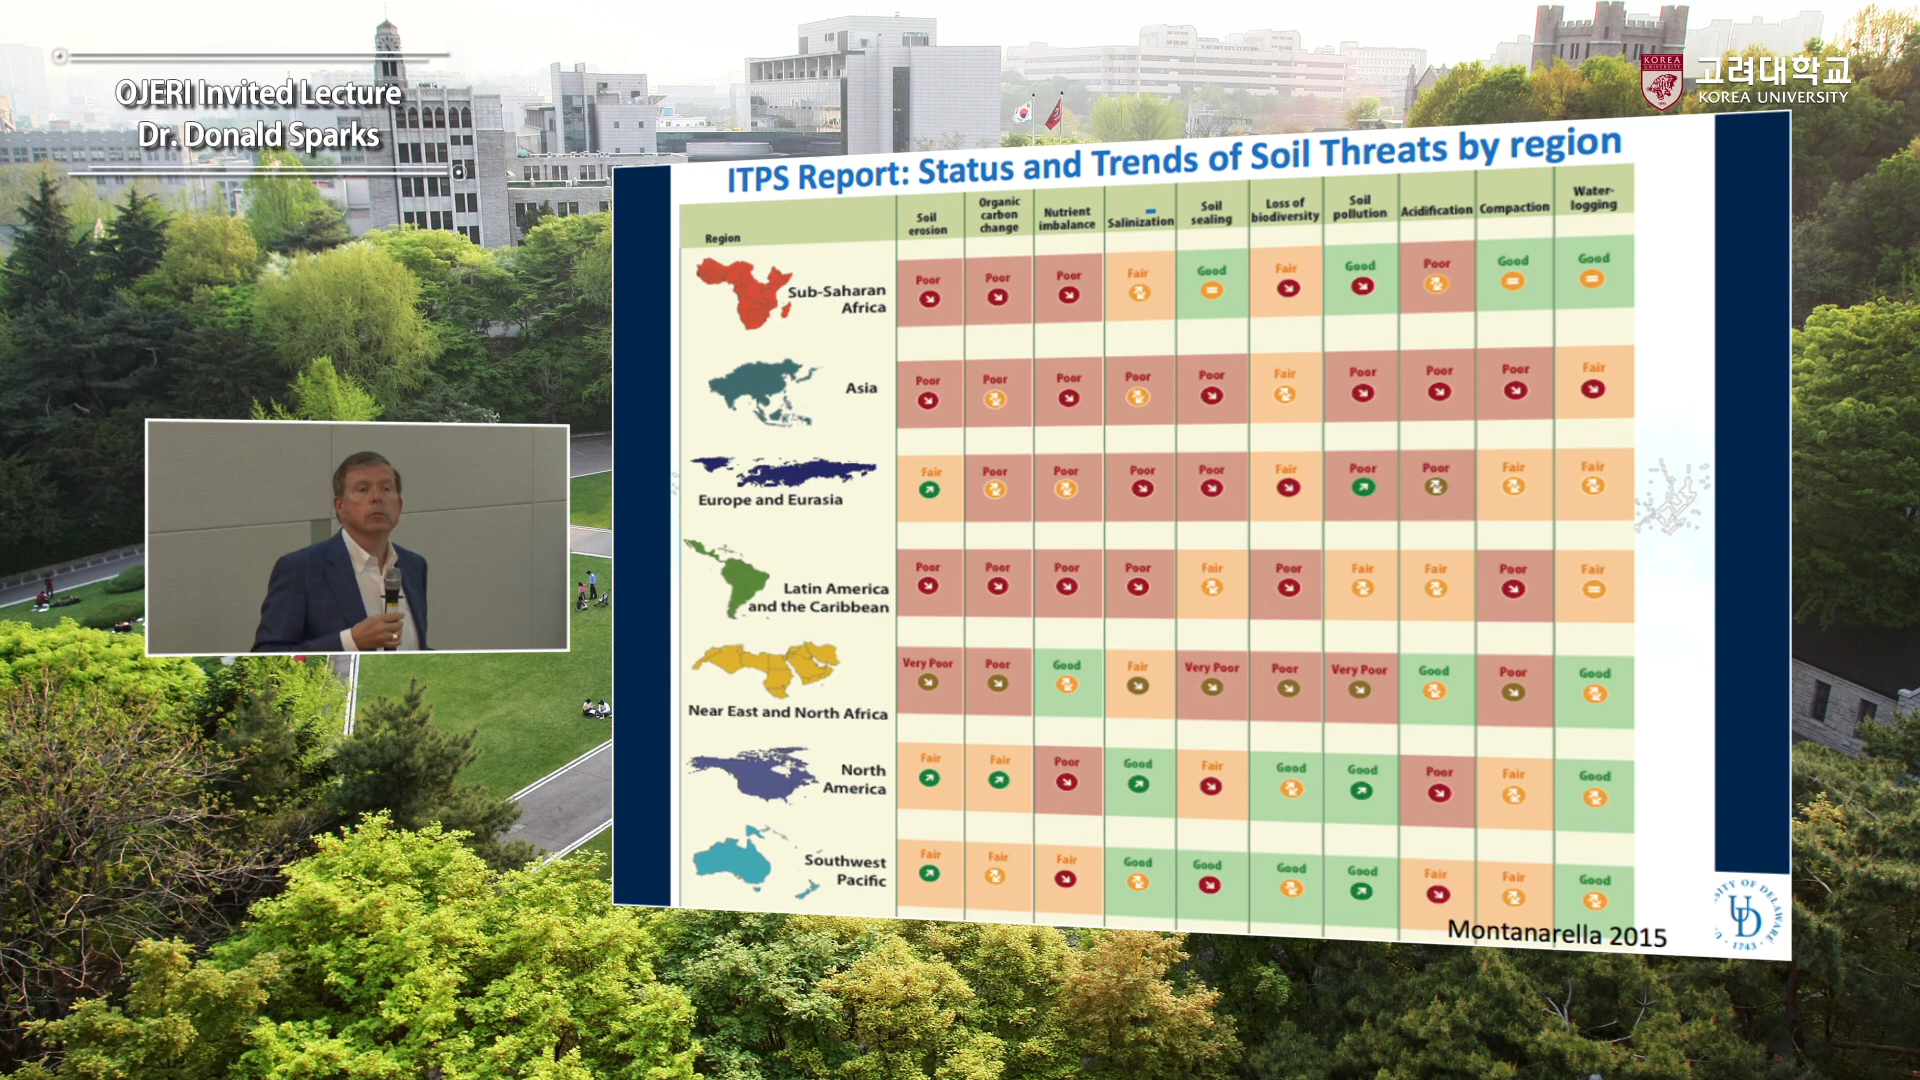 OJERI Invited Lecture
Dr. Donald Sparks
KOREA
UNIVERSITY
고려대학교
KOREA UNIVERSITY
ITPS Report: Status and Trends of Soil Threats by region
Region
Soil
erosion
Organic
carbon
change
Nutrient
imbalance
Salinization
Soil
sealing
Loss of
biodiversity
Soil
pollution
Acidification
Compaction
Water-
logging
Sub-Saharan
Africa
Poor Poor Poor Fair Good Fair Good Poor Good Good
Asia
Poor Poor Poor Poor Poor Fair Poor Poor Poor Fair
Europe and Eurasia
Fair Poor Poor Poor Poor Fair Poor Poor Fair Fair
Latin America
and the Caribbean
Poor Poor Poor Poor Fair Poor Fair Fair Poor Fair
Near East and North Africa
Very Poor Poor Good Fair Very Poor Poor Very Poor Good Poor Good
North
America
Fair Fair Poor Good Fair Good Good Poor Fair Good
Southwest
Pacific
Fair Fair Fair Good Good Good Good Fair Fair Good
Montanarella 2015
SITY OF DELAWARE
UD
1743